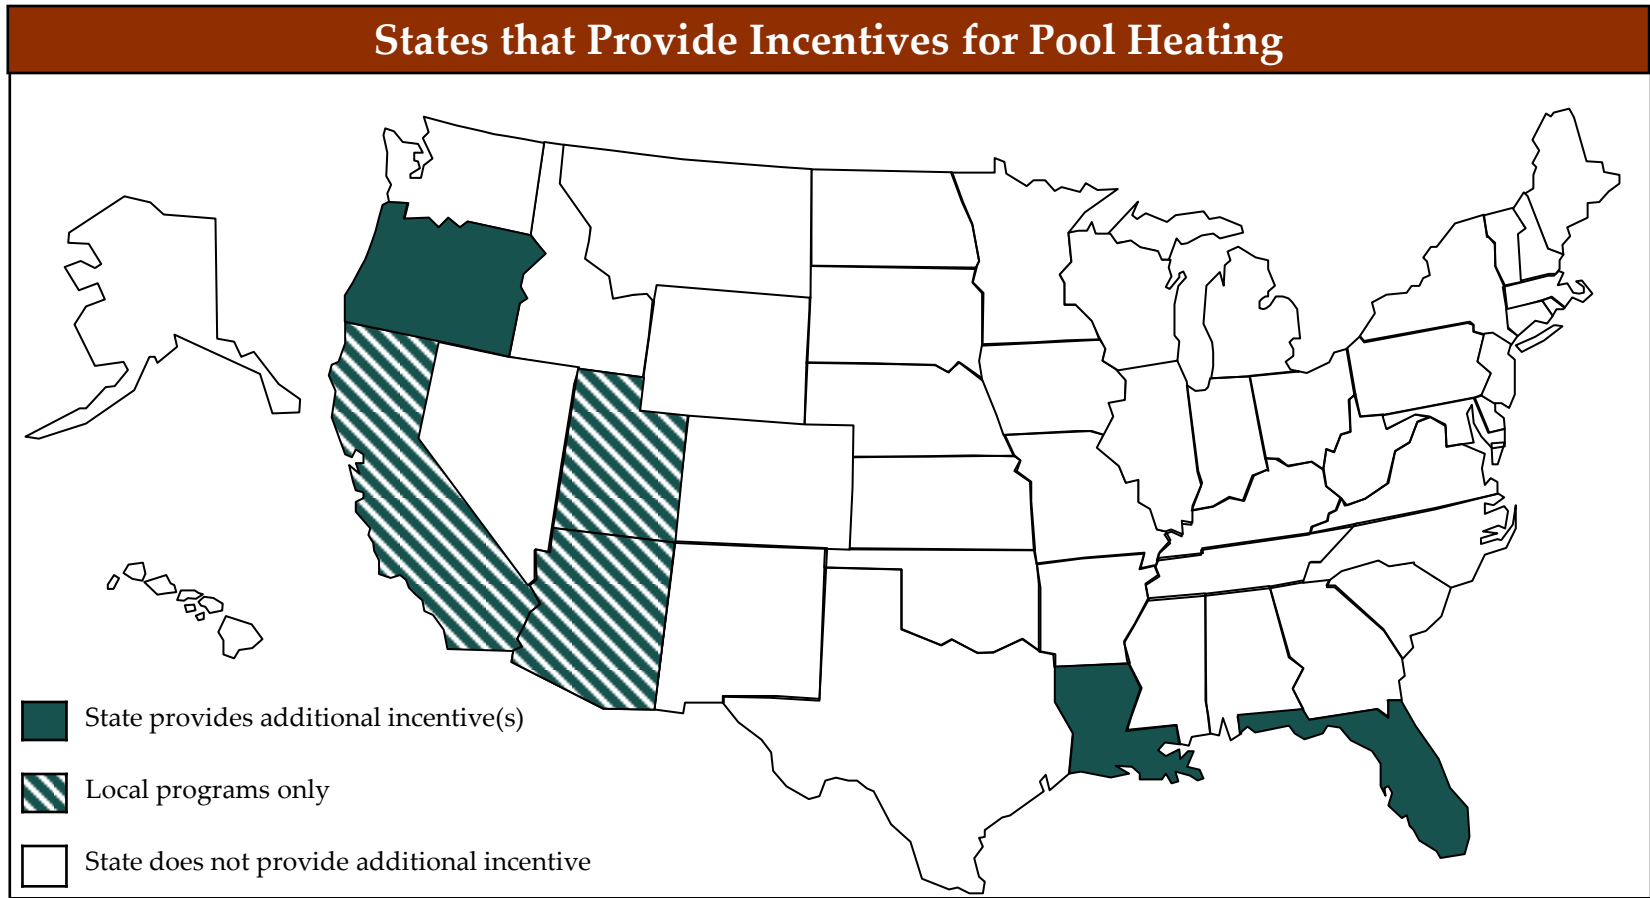 States that Provide Incentives for Pool Heating
State provides additional incentive(s)
Local programs only
State does not provide additional incentive